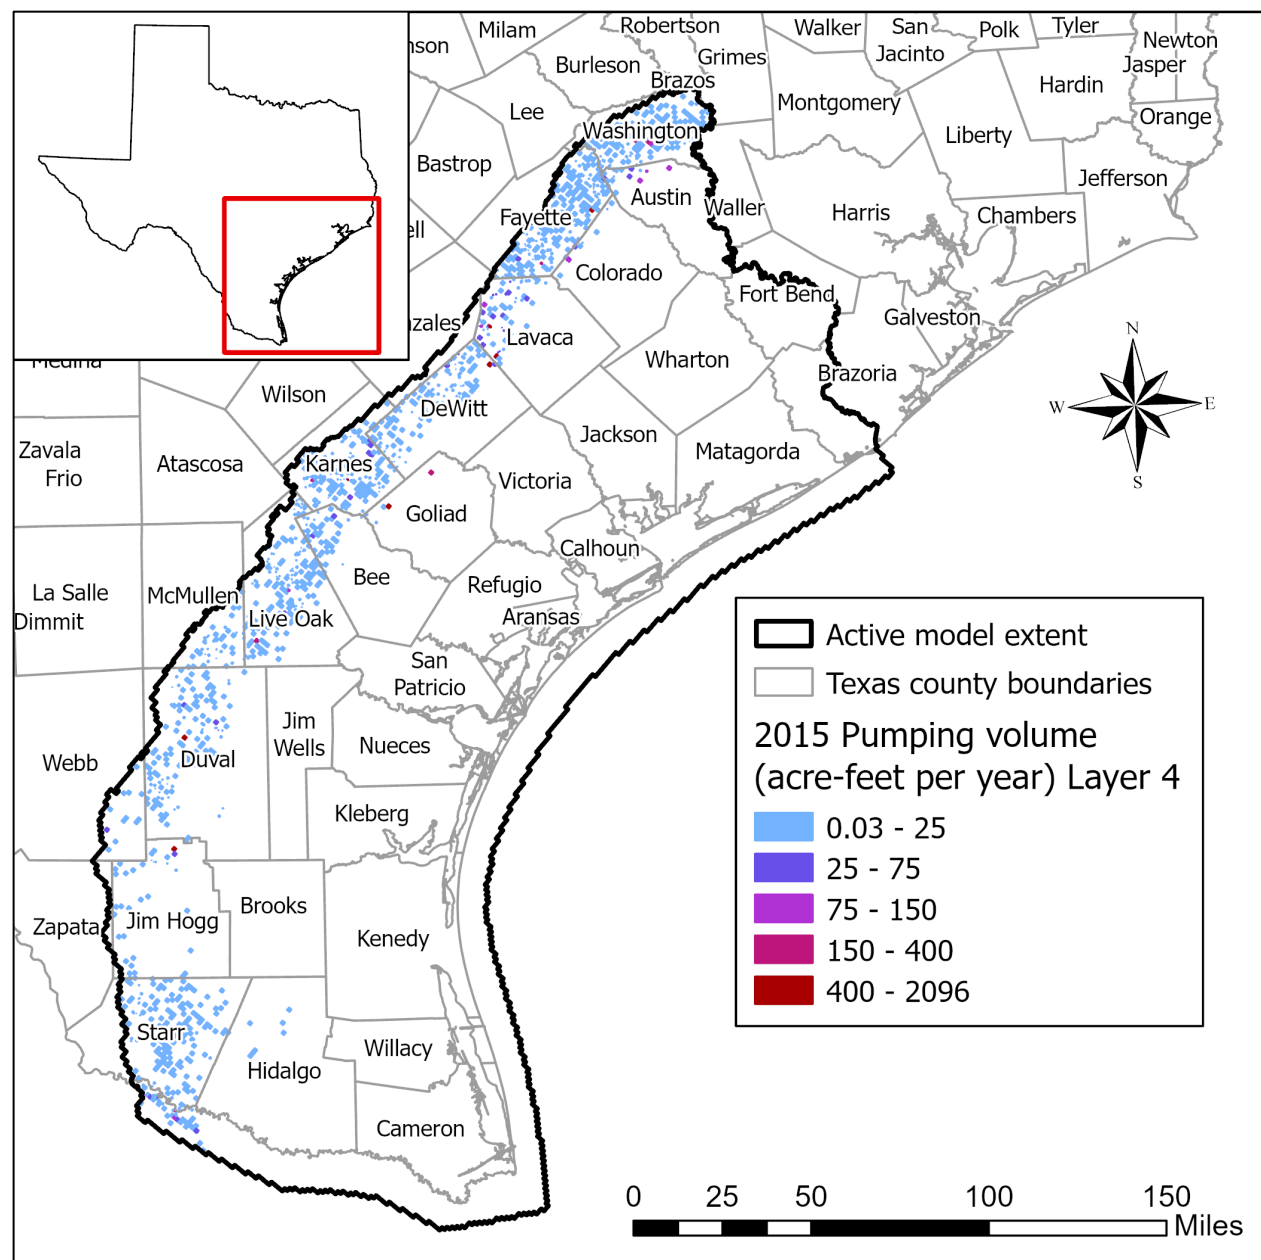 Milam
Robertson
Walker
San
Jacinto
Polk
Tyler
Newton
nson
Burleson
Grimes
Brazos
Jasper
Hardin
Lee
Montgomery
Orange
Washington
Liberty
Bastrop
Jefferson
Austin
Waller
Harris
Chambers
Fayette
ell
Colorado
Fort Bend
Galveston
nzales
Lavaca
Wharton
Medina
Brazoria
Wilson
DeWitt
Jackson
Matagorda
Zavala
Frio
Atascosa
Karnes
Victoria
Goliad
Calhoun
Bee
Refugio
La Salle
Dimmit
McMullen
Live Oak
Aransas
San
Patricio
Jim
Wells
Nueces
Webb
Duval
Kleberg
Zapata
Jim Hogg
Brooks
Kenedy
Starr
Hidalgo
Willacy
Cameron
N
W
E
S
Active model extent
Texas county boundaries
2015 Pumping volume
(acre-feet per year) Layer 4
0.03 - 25
25 - 75
75 - 150
150 - 400
400 - 2096
0 25 50 100 150
Miles